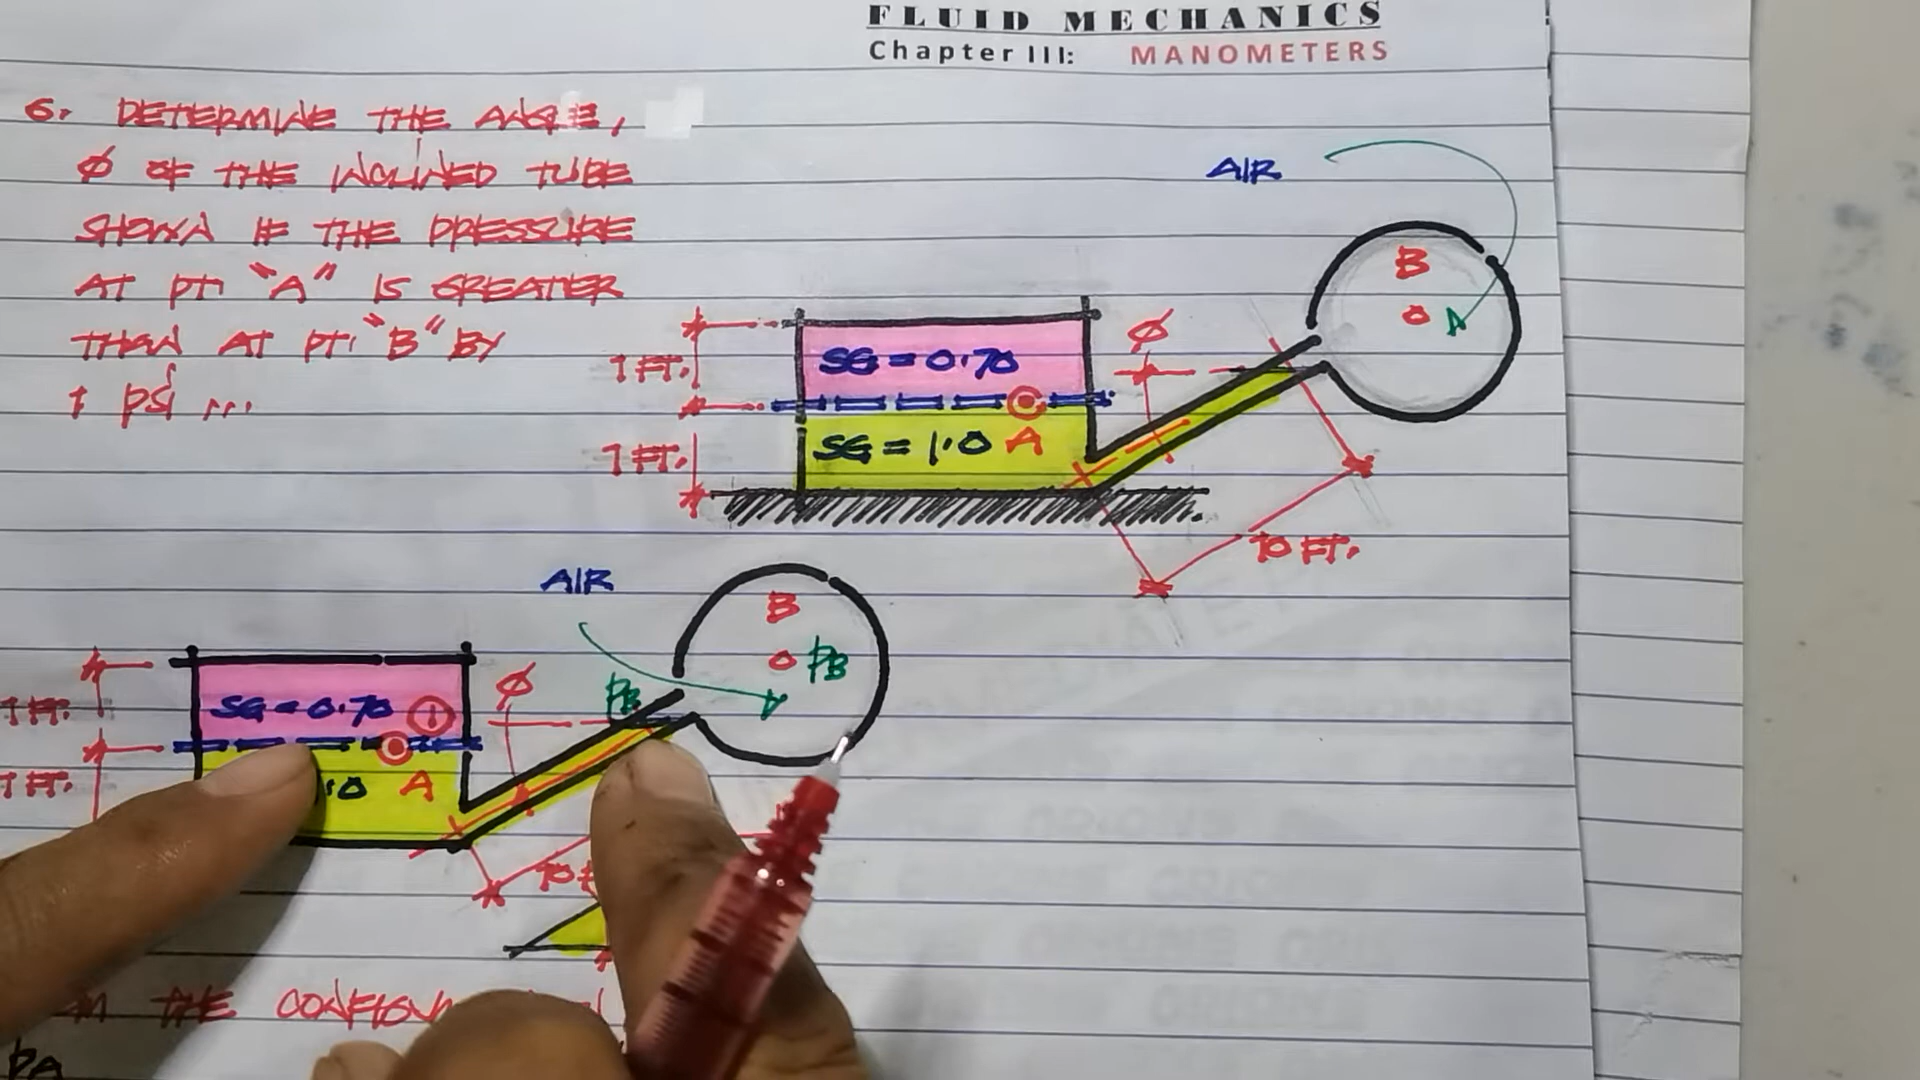 FLUID MECHANICS
Chapter III: MANOMETERS
6. DETERMINE THE ANGLE,
φ OF THE INCLINED TUBE
SHOWN IF THE PRESSURE
AT PT. "A" IS GREATER
THAN AT PT. "B" BY
1 PSI ...
AIR
B
φ
1 FT.
SG = 0.70
1 FT.
SG = 1.0 A
10 FT.
AIR
B
PB
φ
PB
1 FT.
SG = 0.70 1
1 FT.
A
10
THE
PA